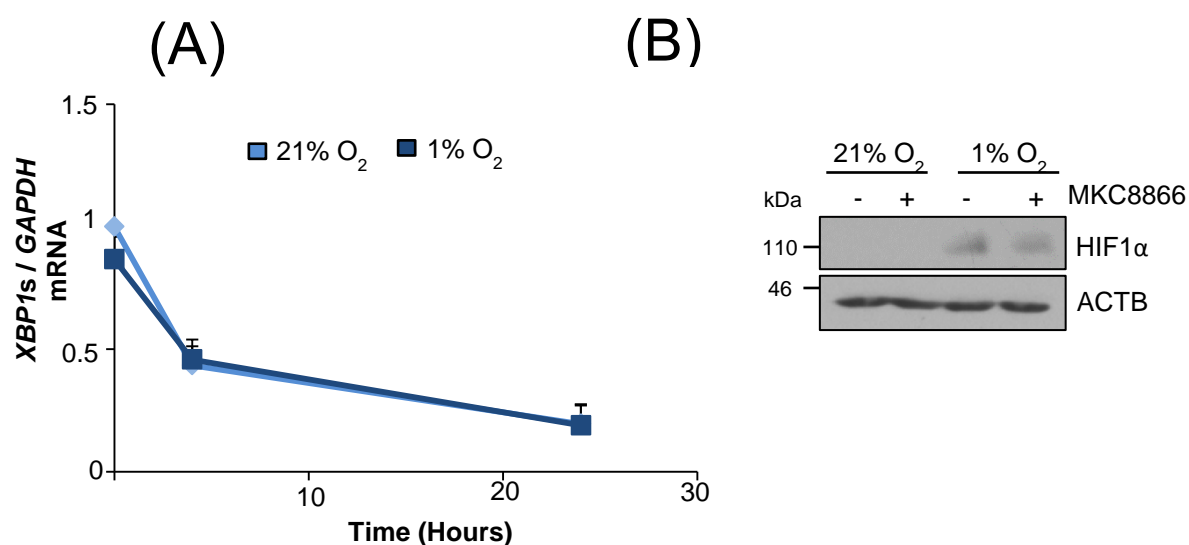 (A)
1.5
1
0.5
0
XBP1s / GAPDH
mRNA
21% O2
1% O2
10
20
30
Time (Hours)
(B)
21% O2
1% O2
kDa
- + - +
MKC8866
110
HIF1α
46
ACTB